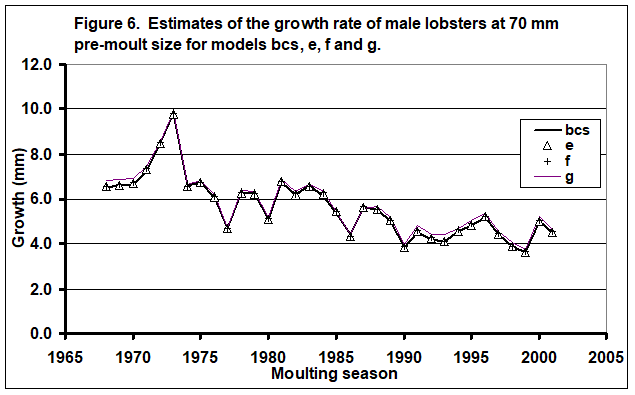 Figure 6.  Estimates of the growth rate of male lobsters at 70 mm
pre-moult size for models bcs, e, f and g.
12.0
10.0
8.0
6.0
4.0
2.0
0.0
Growth (mm)
bcs
e
f
g
1965 1970 1975 1980 1985 1990 1995 2000 2005
Moulting season